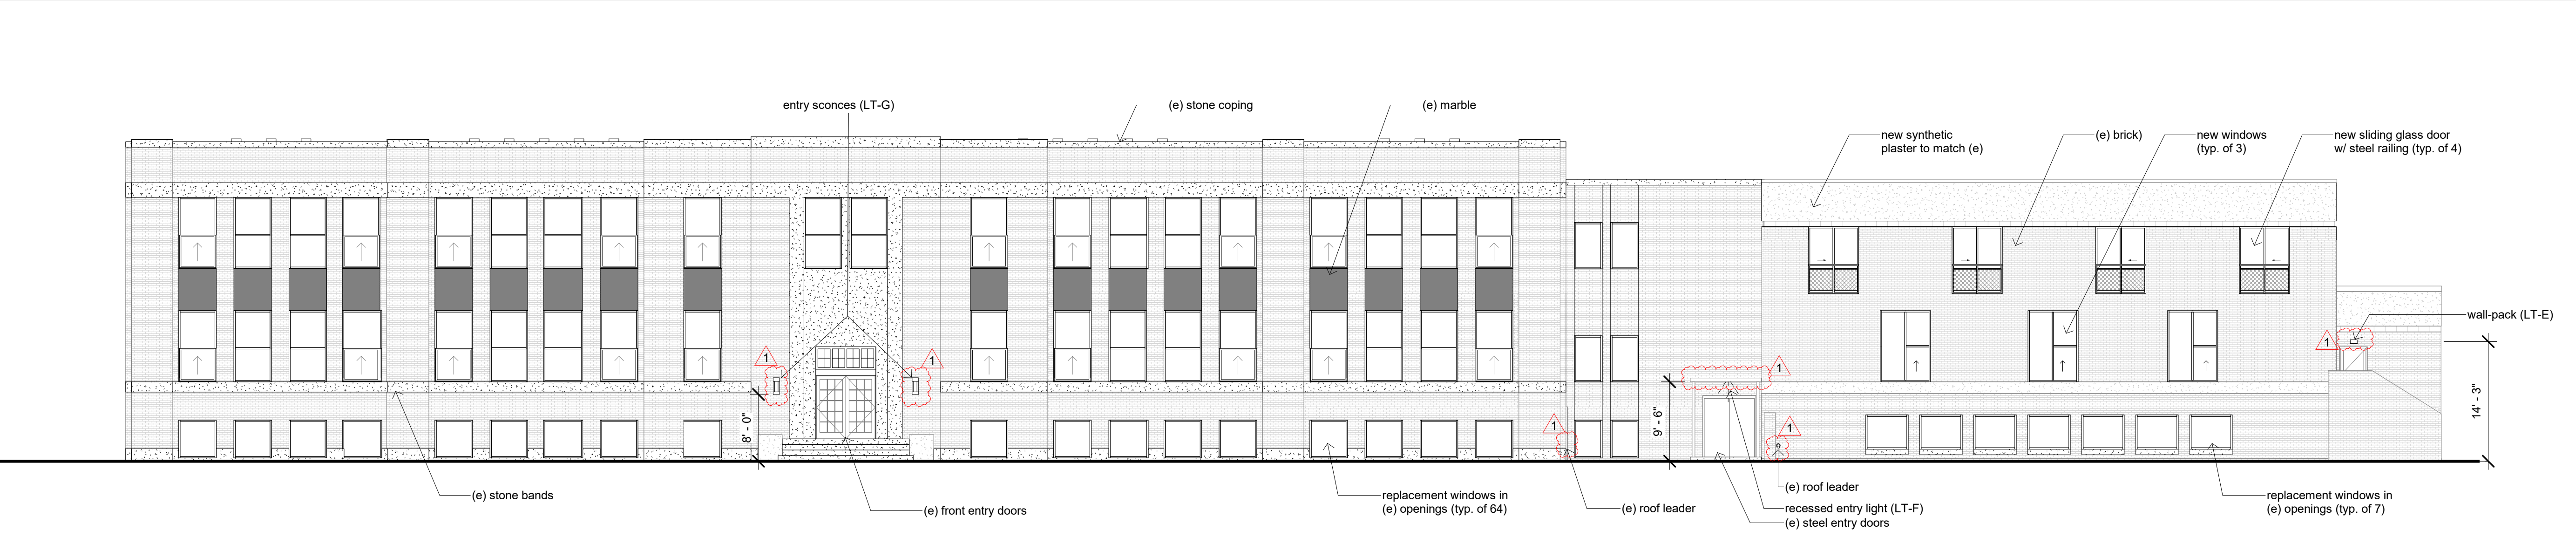 entry sconces (LT-G)
(e) stone coping
(e) marble
new synthetic
plaster to match (e)
(e) brick)
new windows
(typ. of 3)
new sliding glass door
w/ steel railing (typ. of 4)
wall-pack (LT-E)
1
1
1
1
1
1
8' - 0"
9' - 6"
14' - 3"
(e) stone bands
(e) front entry doors
replacement windows in
(e) openings (typ. of 64)
(e) roof leader
(e) roof leader
recessed entry light (LT-F)
(e) steel entry doors
replacement windows in
(e) openings (typ. of 7)